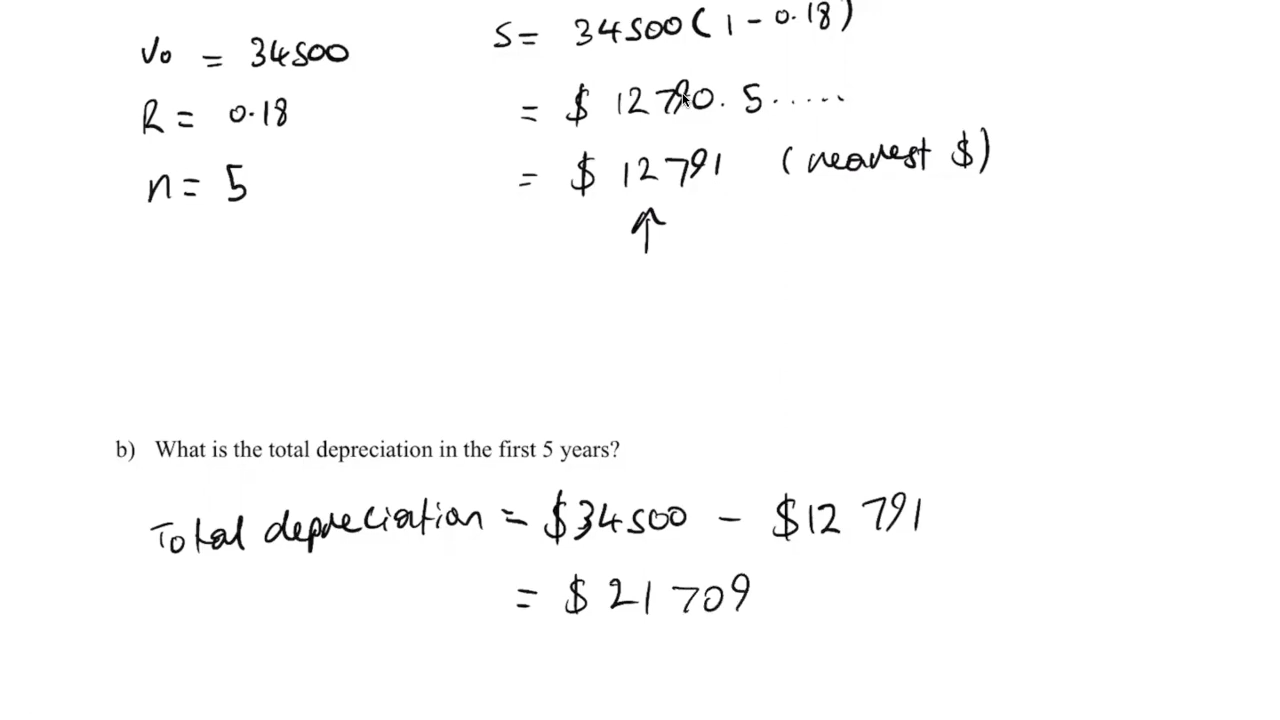 V₀ = 34500
S = 34500(1 - 0.18)
R = 0.18
= $ 12790.5.....
n = 5
= $ 12791 (nearest $)
b) What is the total depreciation in the first 5 years?
Total depreciation = $34500 - $12 791
= $ 21 709